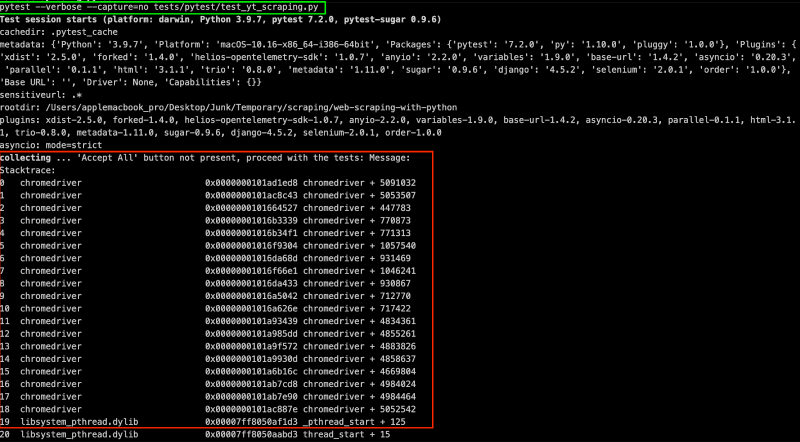 pytest --verbose --capture=no tests/pytest/test_yt_scraping.py
Test session starts (platform: darwin, Python 3.9.7, pytest 7.2.0, pytest-sugar 0.9.6)
cachedir: .pytest_cache
metadata: {'Python': '3.9.7', 'Platform': 'macOS-10.16-x86_64-i386-64bit', 'Packages': {'pytest': '7.2.0', 'py': '1.10.0', 'pluggy': '1.0.0'}, 'Plugins': {
'xdist': '2.5.0', 'forked': '1.4.0', 'helios-opentelemetry-sdk': '1.0.7', 'anyio': '2.2.0', 'variables': '1.9.0', 'base-url': '1.4.2', 'asyncio': '0.20.3',
'parallel': '0.1.1', 'html': '3.1.1', 'trio': '0.8.0', 'metadata': '1.11.0', 'sugar': '0.9.6', 'django': '4.5.2', 'selenium': '2.0.1', 'order': '1.0.0'},
'Base URL': '', 'Driver': None, 'Capabilities': {}}
sensitiveurl: .*
rootdir: /Users/applemacbook_pro/Desktop/Junk/Temporary/scraping/web-scraping-with-python
plugins: xdist-2.5.0, forked-1.4.0, helios-opentelemetry-sdk-1.0.7, anyio-2.2.0, variables-1.9.0, base-url-1.4.2, asyncio-0.20.3, parallel-0.1.1, html-3.1.
1, trio-0.8.0, metadata-1.11.0, sugar-0.9.6, django-4.5.2, selenium-2.0.1, order-1.0.0
asyncio: mode=strict
collecting ... 'Accept All' button not present, proceed with the tests: Message:
Stacktrace:
0 chromedriver 0x0000000101ad1ed8 chromedriver + 5091032
1 chromedriver 0x0000000101ac8c43 chromedriver + 5053507
2 chromedriver 0x0000000101664527 chromedriver + 447783
3 chromedriver 0x00000001016b3339 chromedriver + 770873
4 chromedriver 0x00000001016b34f1 chromedriver + 771313
5 chromedriver 0x00000001016f9304 chromedriver + 1057540
6 chromedriver 0x00000001016da68d chromedriver + 931469
7 chromedriver 0x00000001016f66e1 chromedriver + 1046241
8 chromedriver 0x00000001016da433 chromedriver + 930867
9 chromedriver 0x00000001016a5042 chromedriver + 712770
10 chromedriver 0x00000001016a626e chromedriver + 717422
11 chromedriver 0x0000000101a93439 chromedriver + 4834361
12 chromedriver 0x0000000101a985dd chromedriver + 4855261
13 chromedriver 0x0000000101a9f572 chromedriver + 4883826
14 chromedriver 0x0000000101a9930d chromedriver + 4858637
15 chromedriver 0x0000000101a6b16c chromedriver + 4669804
16 chromedriver 0x0000000101ab7cd8 chromedriver + 4984024
17 chromedriver 0x0000000101ab7e90 chromedriver + 4984464
18 chromedriver 0x0000000101ac887e chromedriver + 5052542
19 libsystem_pthread.dylib 0x00007ff8050af1d3 _pthread_start + 125
20 libsystem_pthread.dylib 0x00007ff8050aabd3 thread_start + 15